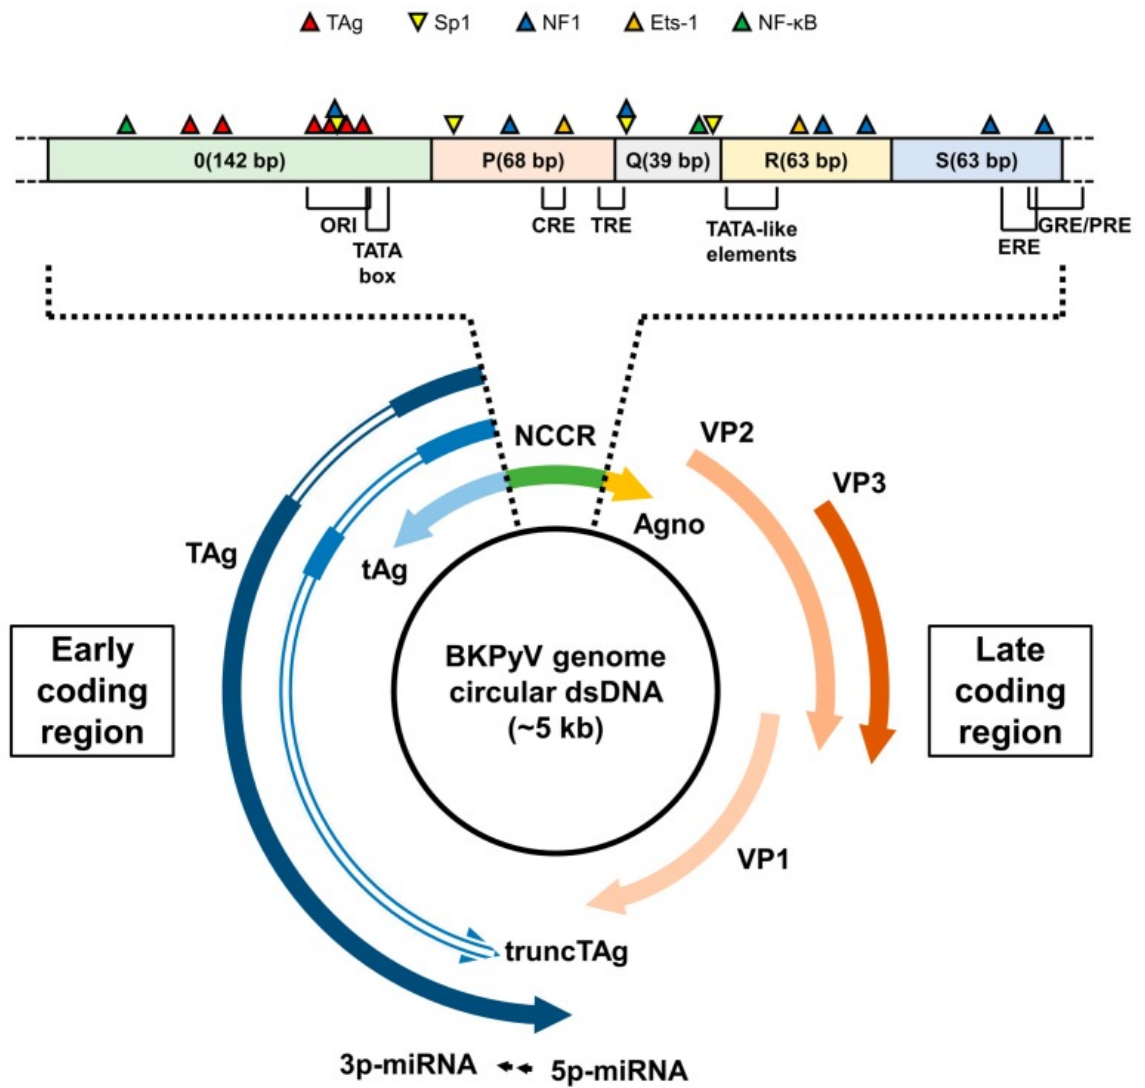 TAg Sp1 NF1 Ets-1 NF-κB
0(142 bp) P(68 bp) Q(39 bp) R(63 bp) S(63 bp)
ORI CRE TRE TATA-like GRE/PRE
TATA elements ERE
box
NCCR VP2
VP3
Agno
TAg
tAg
Early
coding
region
BKPyV genome
circular dsDNA
(~5 kb)
Late
coding
region
VP1
truncTAg
3p-miRNA 5p-miRNA